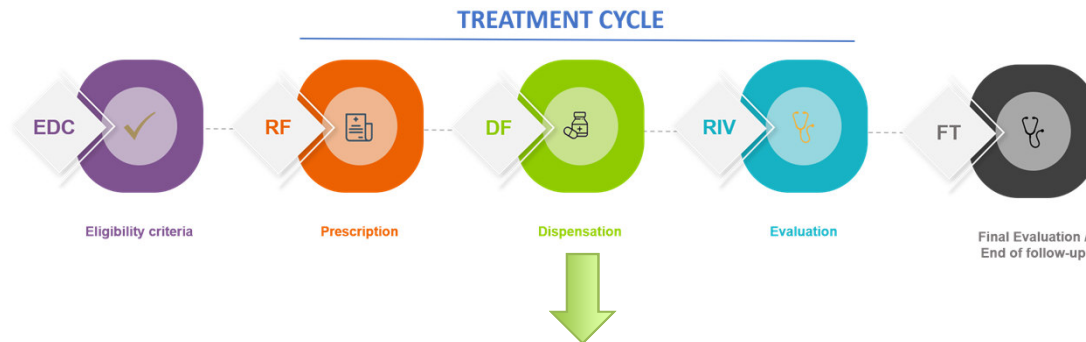 TREATMENT CYCLE
EDC
RF
DF
RIV
FT
Eligibility criteria
Prescription
Dispensation
Evaluation
Final Evaluation /
End of follow-up